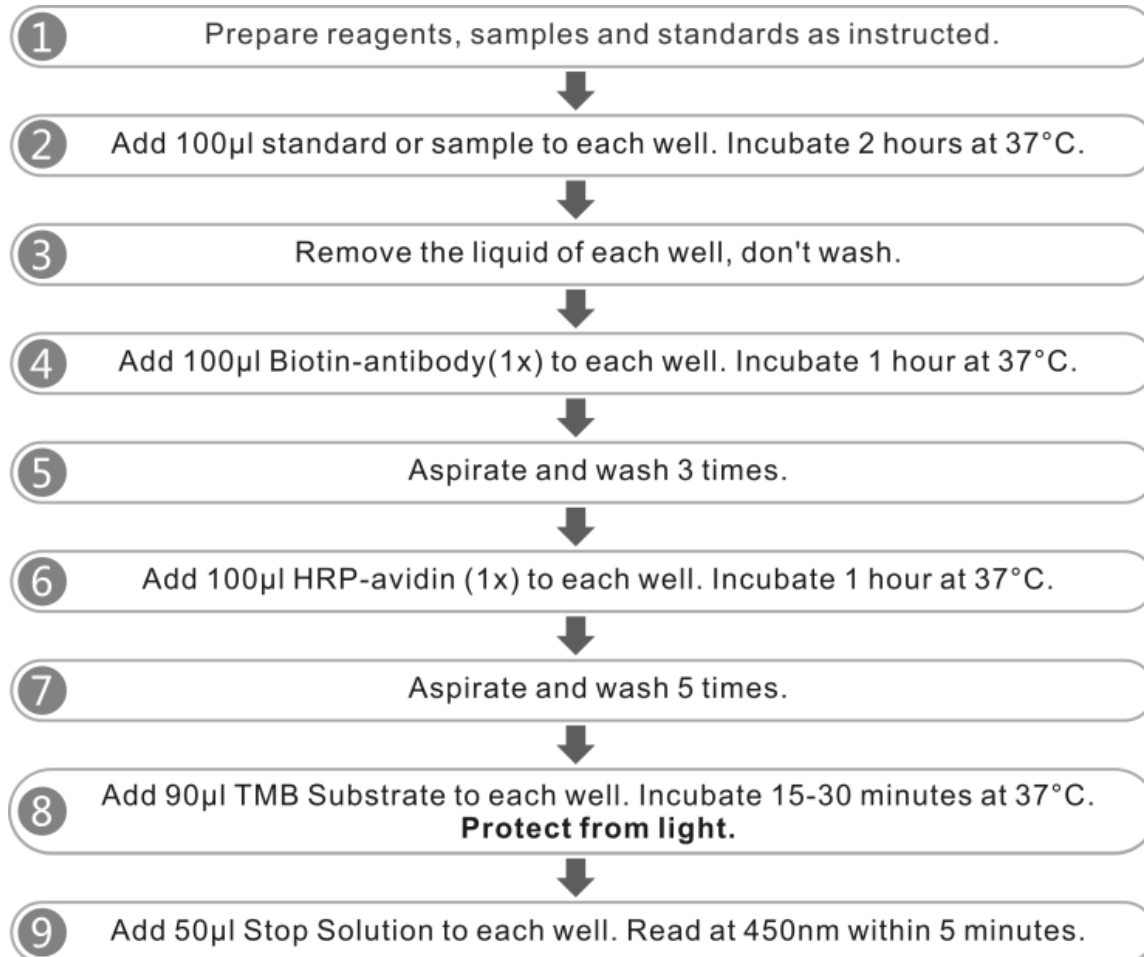 1 Prepare reagents, samples and standards as instructed.
2 Add 100µl standard or sample to each well. Incubate 2 hours at 37°C.
3 Remove the liquid of each well, don't wash.
4 Add 100µl Biotin-antibody(1x) to each well. Incubate 1 hour at 37°C.
5 Aspirate and wash 3 times.
6 Add 100µl HRP-avidin (1x) to each well. Incubate 1 hour at 37°C.
7 Aspirate and wash 5 times.
8 Add 90µl TMB Substrate to each well. Incubate 15-30 minutes at 37°C.
Protect from light.
9 Add 50µl Stop Solution to each well. Read at 450nm within 5 minutes.